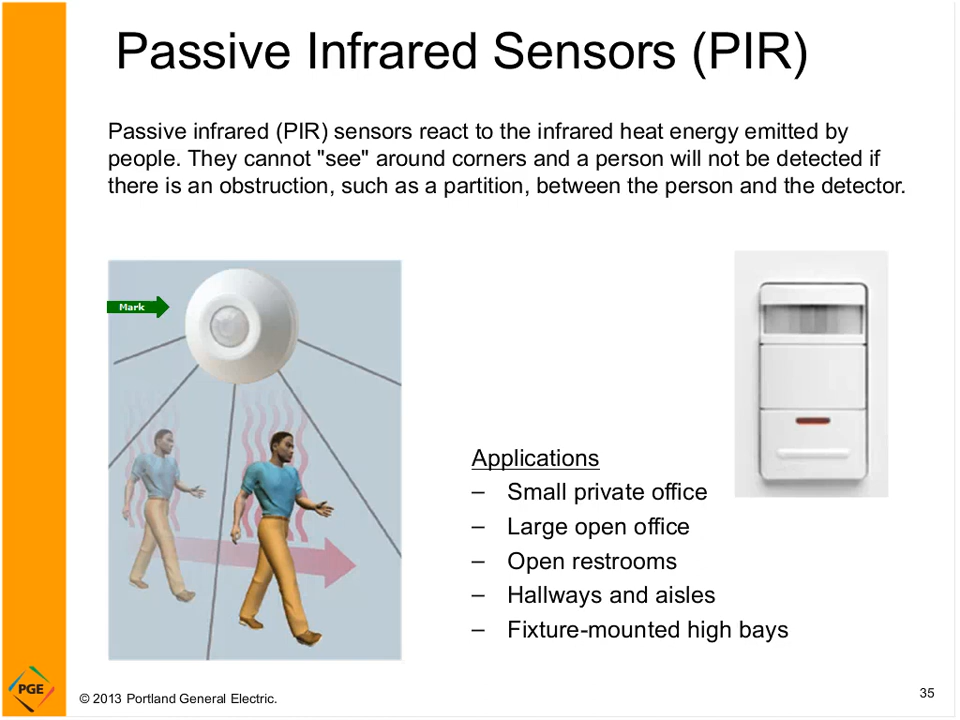 Passive Infrared Sensors (PIR)
Passive infrared (PIR) sensors react to the infrared heat energy emitted by
people. They cannot "see" around corners and a person will not be detected if
there is an obstruction, such as a partition, between the person and the detector.
Mark
Applications
– Small private office
– Large open office
– Open restrooms
– Hallways and aisles
– Fixture-mounted high bays
PGE
© 2013 Portland General Electric.
35